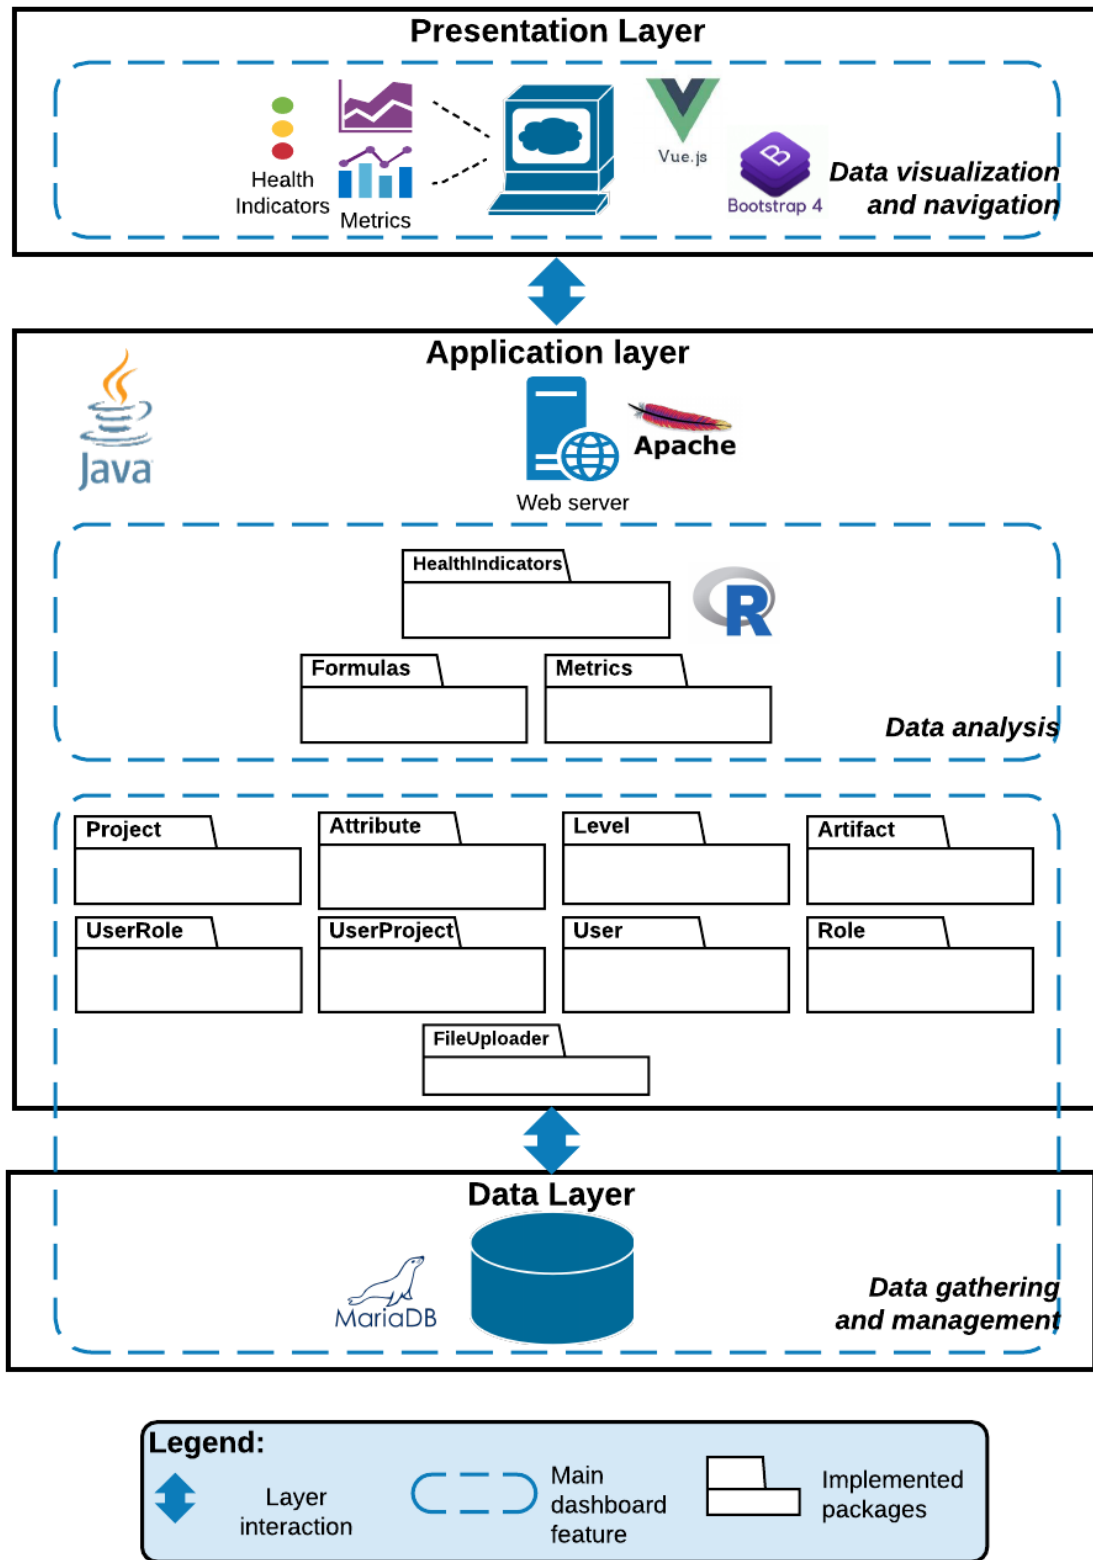 Presentation Layer
Health
Indicators
Metrics
Vue.js
Bootstrap 4
Data visualization
and navigation
Application layer
Java
Apache
Web server
HealthIndicators
R
Formulas
Metrics
Data analysis
Project
Attribute
Level
Artifact
UserRole
UserProject
User
Role
FileUploader
Data Layer
MariaDB
Data gathering
and management
Legend:
Layer
interaction
Main
dashboard
feature
Implemented
packages